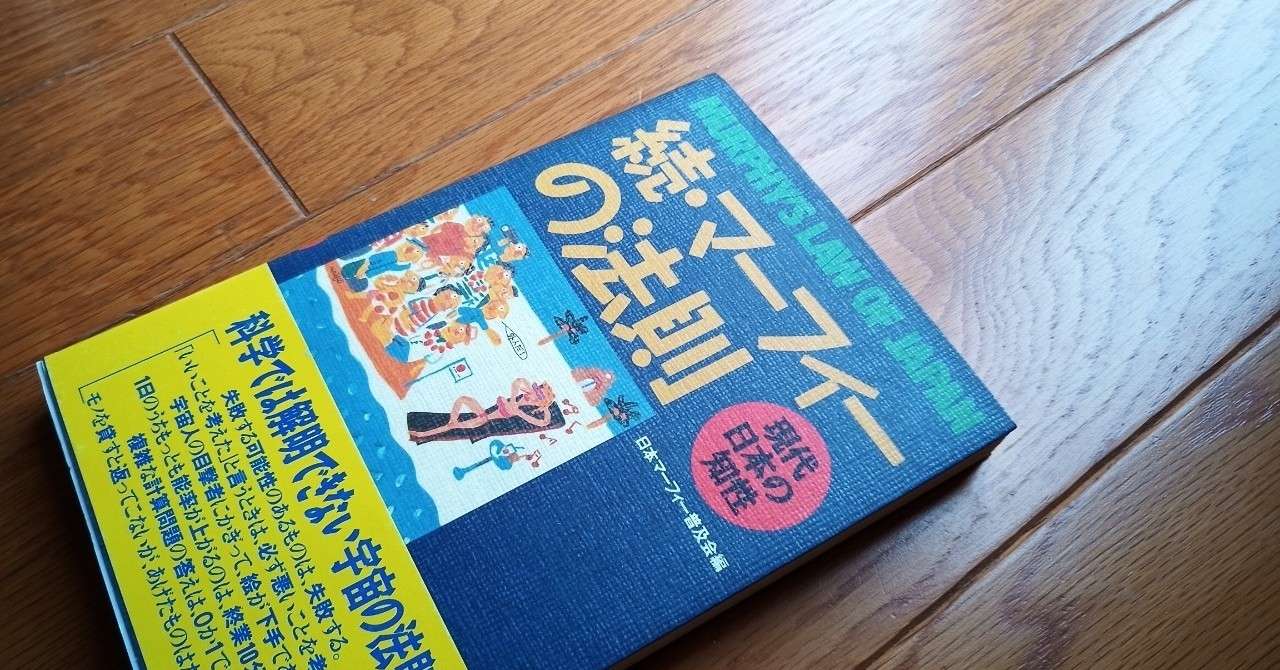 MURPHY'S LAW OF JAPAN
続・マーフィー
の法則
現代
日本の
知性
日本マーフィー普及会編
科学では解明できない宇宙の法則
失敗する可能性のあるものは、失敗する。
「いいことを考えた」と言うときは、必ず悪いことを考
宇宙人の目撃者にかぎって、絵が下手で
1日のうちもっとも能率が上がるのは、終業10分
複雑な計算問題の答えは、0か1で
モノを貸すと返ってこないが、あげたものは